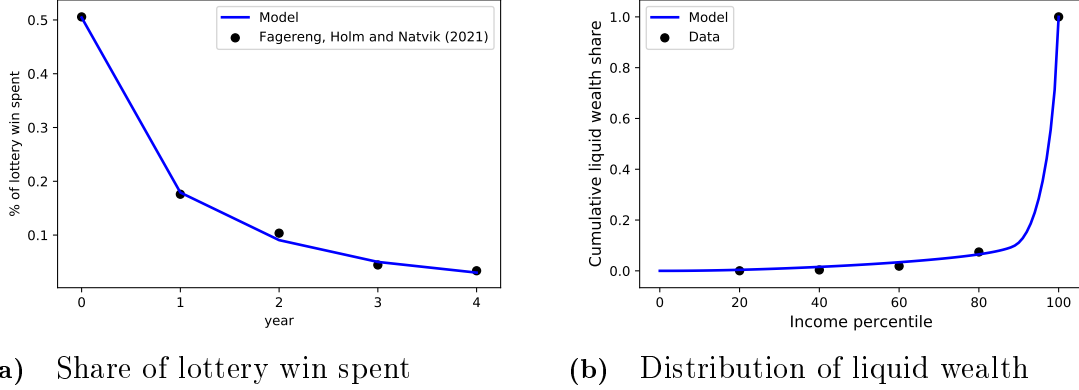 % of lottery win spent
0.5
0.4
0.3
0.2
0.1
0 1 2 3 4
year
Model
Fagereng, Holm and Natvik (2021)
a) Share of lottery win spent
Cumulative liquid wealth share
1.0
0.8
0.6
0.4
0.2
0.0
0 20 40 60 80 100
Income percentile
Model
Data
(b) Distribution of liquid wealth